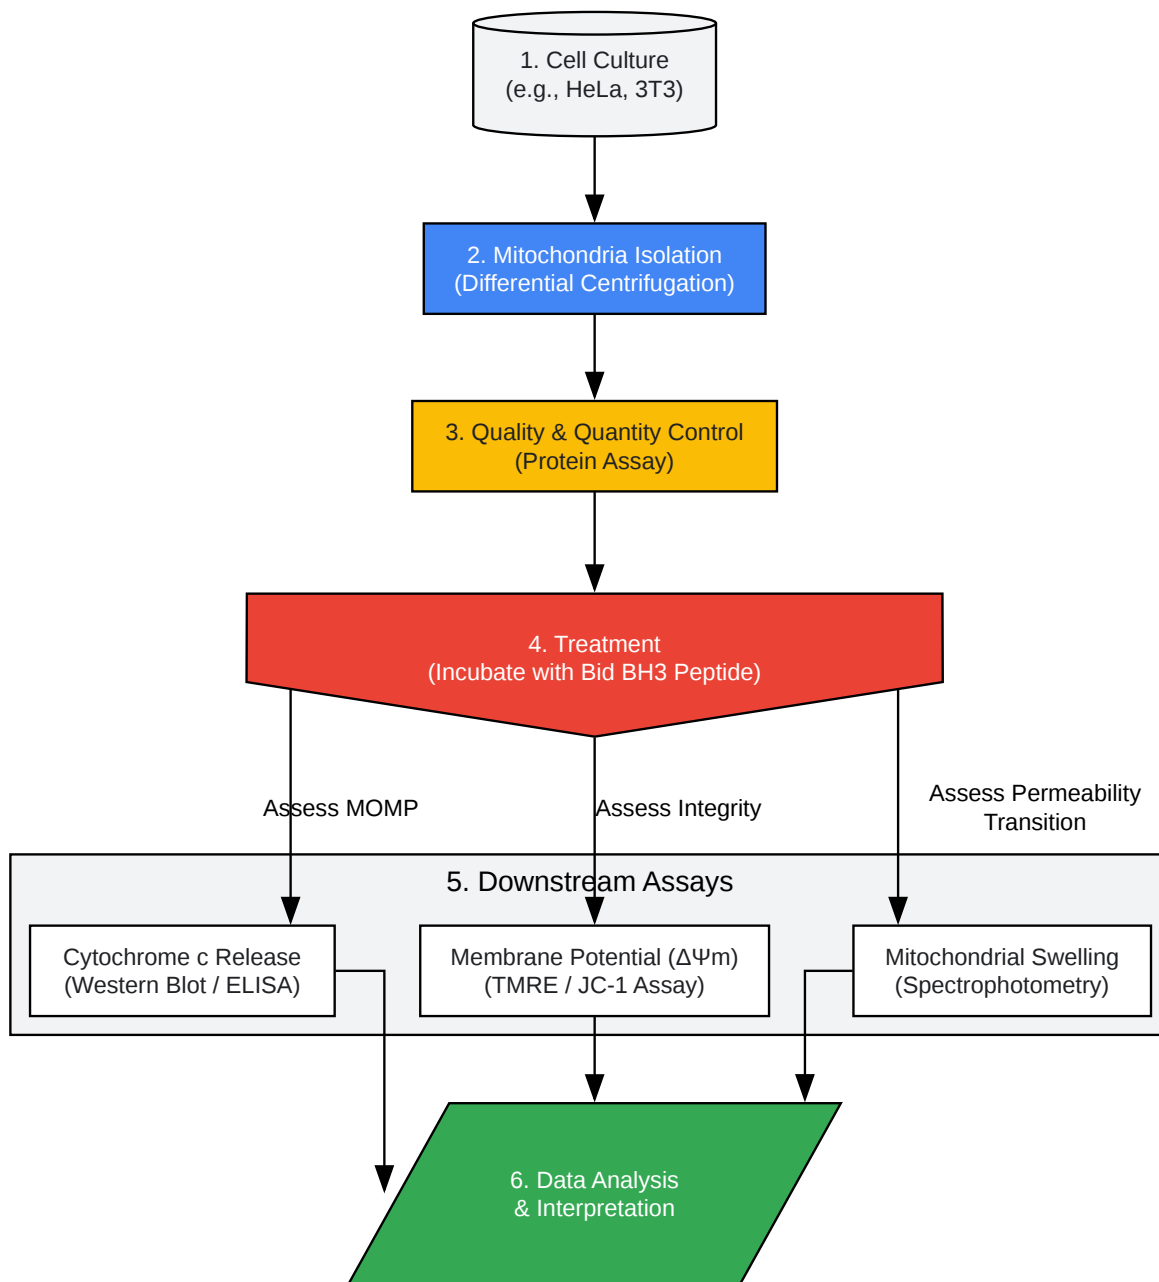 1. Cell Culture
(e.g., HeLa, 3T3)
2. Mitochondria Isolation
(Differential Centrifugation)
3. Quality & Quantity Control
(Protein Assay)
4. Treatment
(Incubate with Bid BH3 Peptide)
Assess MOMP
Assess Integrity
Assess Permeability
Transition
5. Downstream Assays
Cytochrome c Release
(Western Blot / ELISA)
Membrane Potential (ΔΨm)
(TMRE / JC-1 Assay)
Mitochondrial Swelling
(Spectrophotometry)
6. Data Analysis
& Interpretation